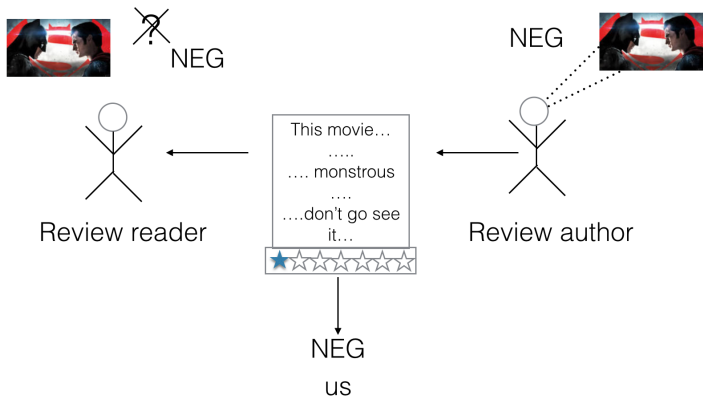 ?
NEG
NEG
This movie…
…..
…. monstrous
….
….don't go see
it…
Review reader
Review author
NEG
us